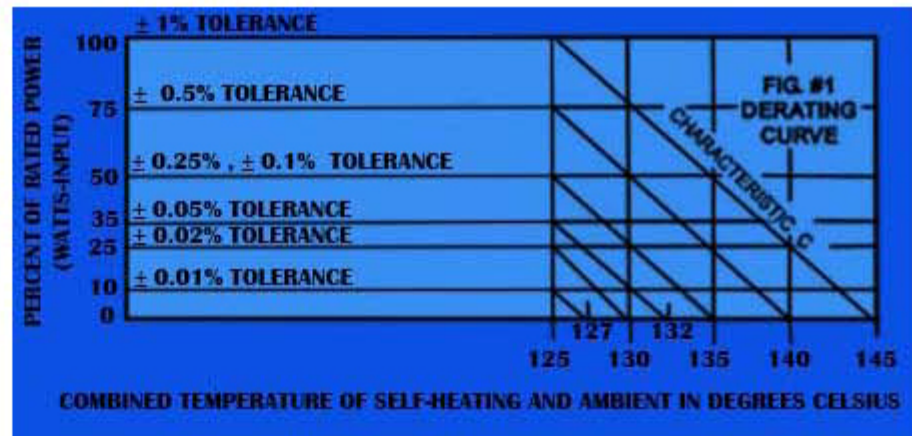 ± 1% TOLERANCE
100
± 0.5% TOLERANCE
75
± 0.25% , ± 0.1% TOLERANCE
50
± 0.05% TOLERANCE
35
± 0.02% TOLERANCE
25
± 0.01% TOLERANCE
10
0
PERCENT OF RATED POWER
(WATTS-INPUT)
FIG. #1
DERATING
CURVE
CHARACTERISTIC C
127 132
125 130 135 140 145
COMBINED TEMPERATURE OF SELF-HEATING AND AMBIENT IN DEGREES CELSIUS